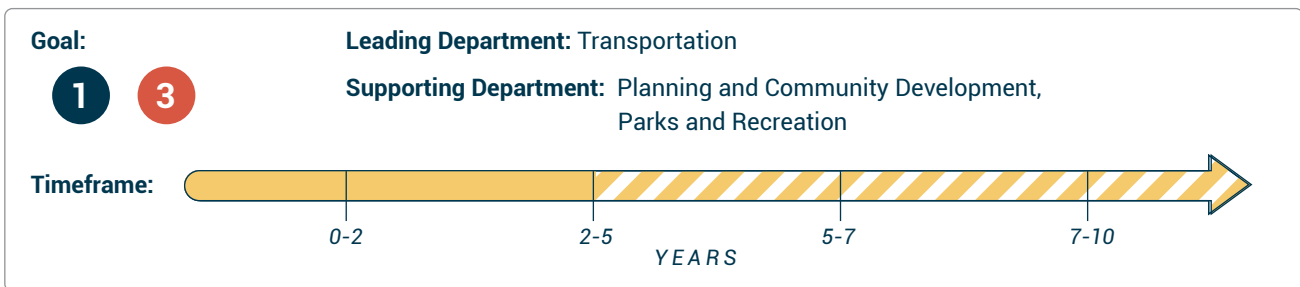 Goal:
Leading Department: Transportation
1 3
Supporting Department: Planning and Community Development,
Parks and Recreation
Timeframe:
0-2 2-5 5-7 7-10
YEARS